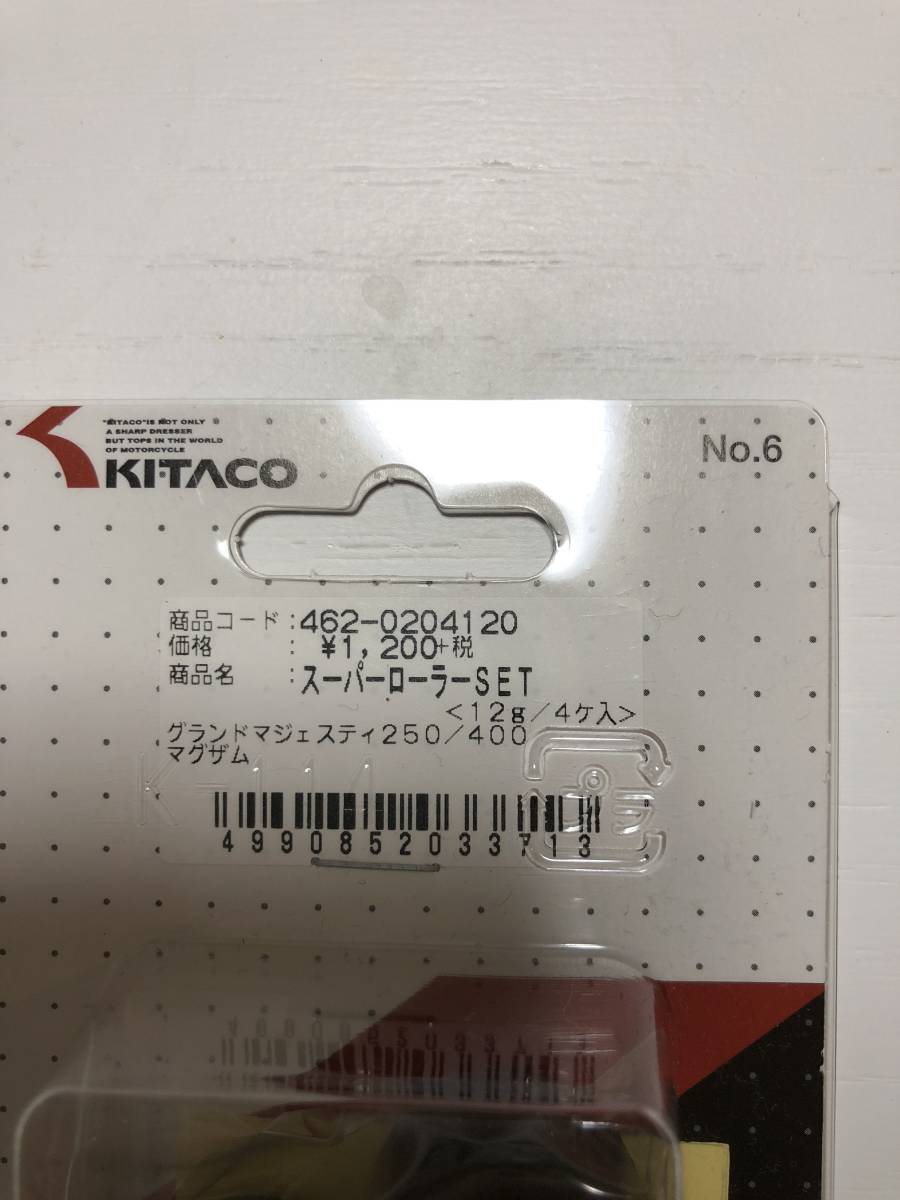 "KITACO"IS NOT ONLY
A SHARP DRESSER
BUT TOPS IN THE WORLD
OF MOTORCYCLE
KITACO
No.6
商品コード:462-0204120
価格 : ¥1,200+税
商品名 :スーパーローラーSET
<12g/4ケ入>
グランドマジェスティ250/400
マグザム
K-114
プラ
4990852033713